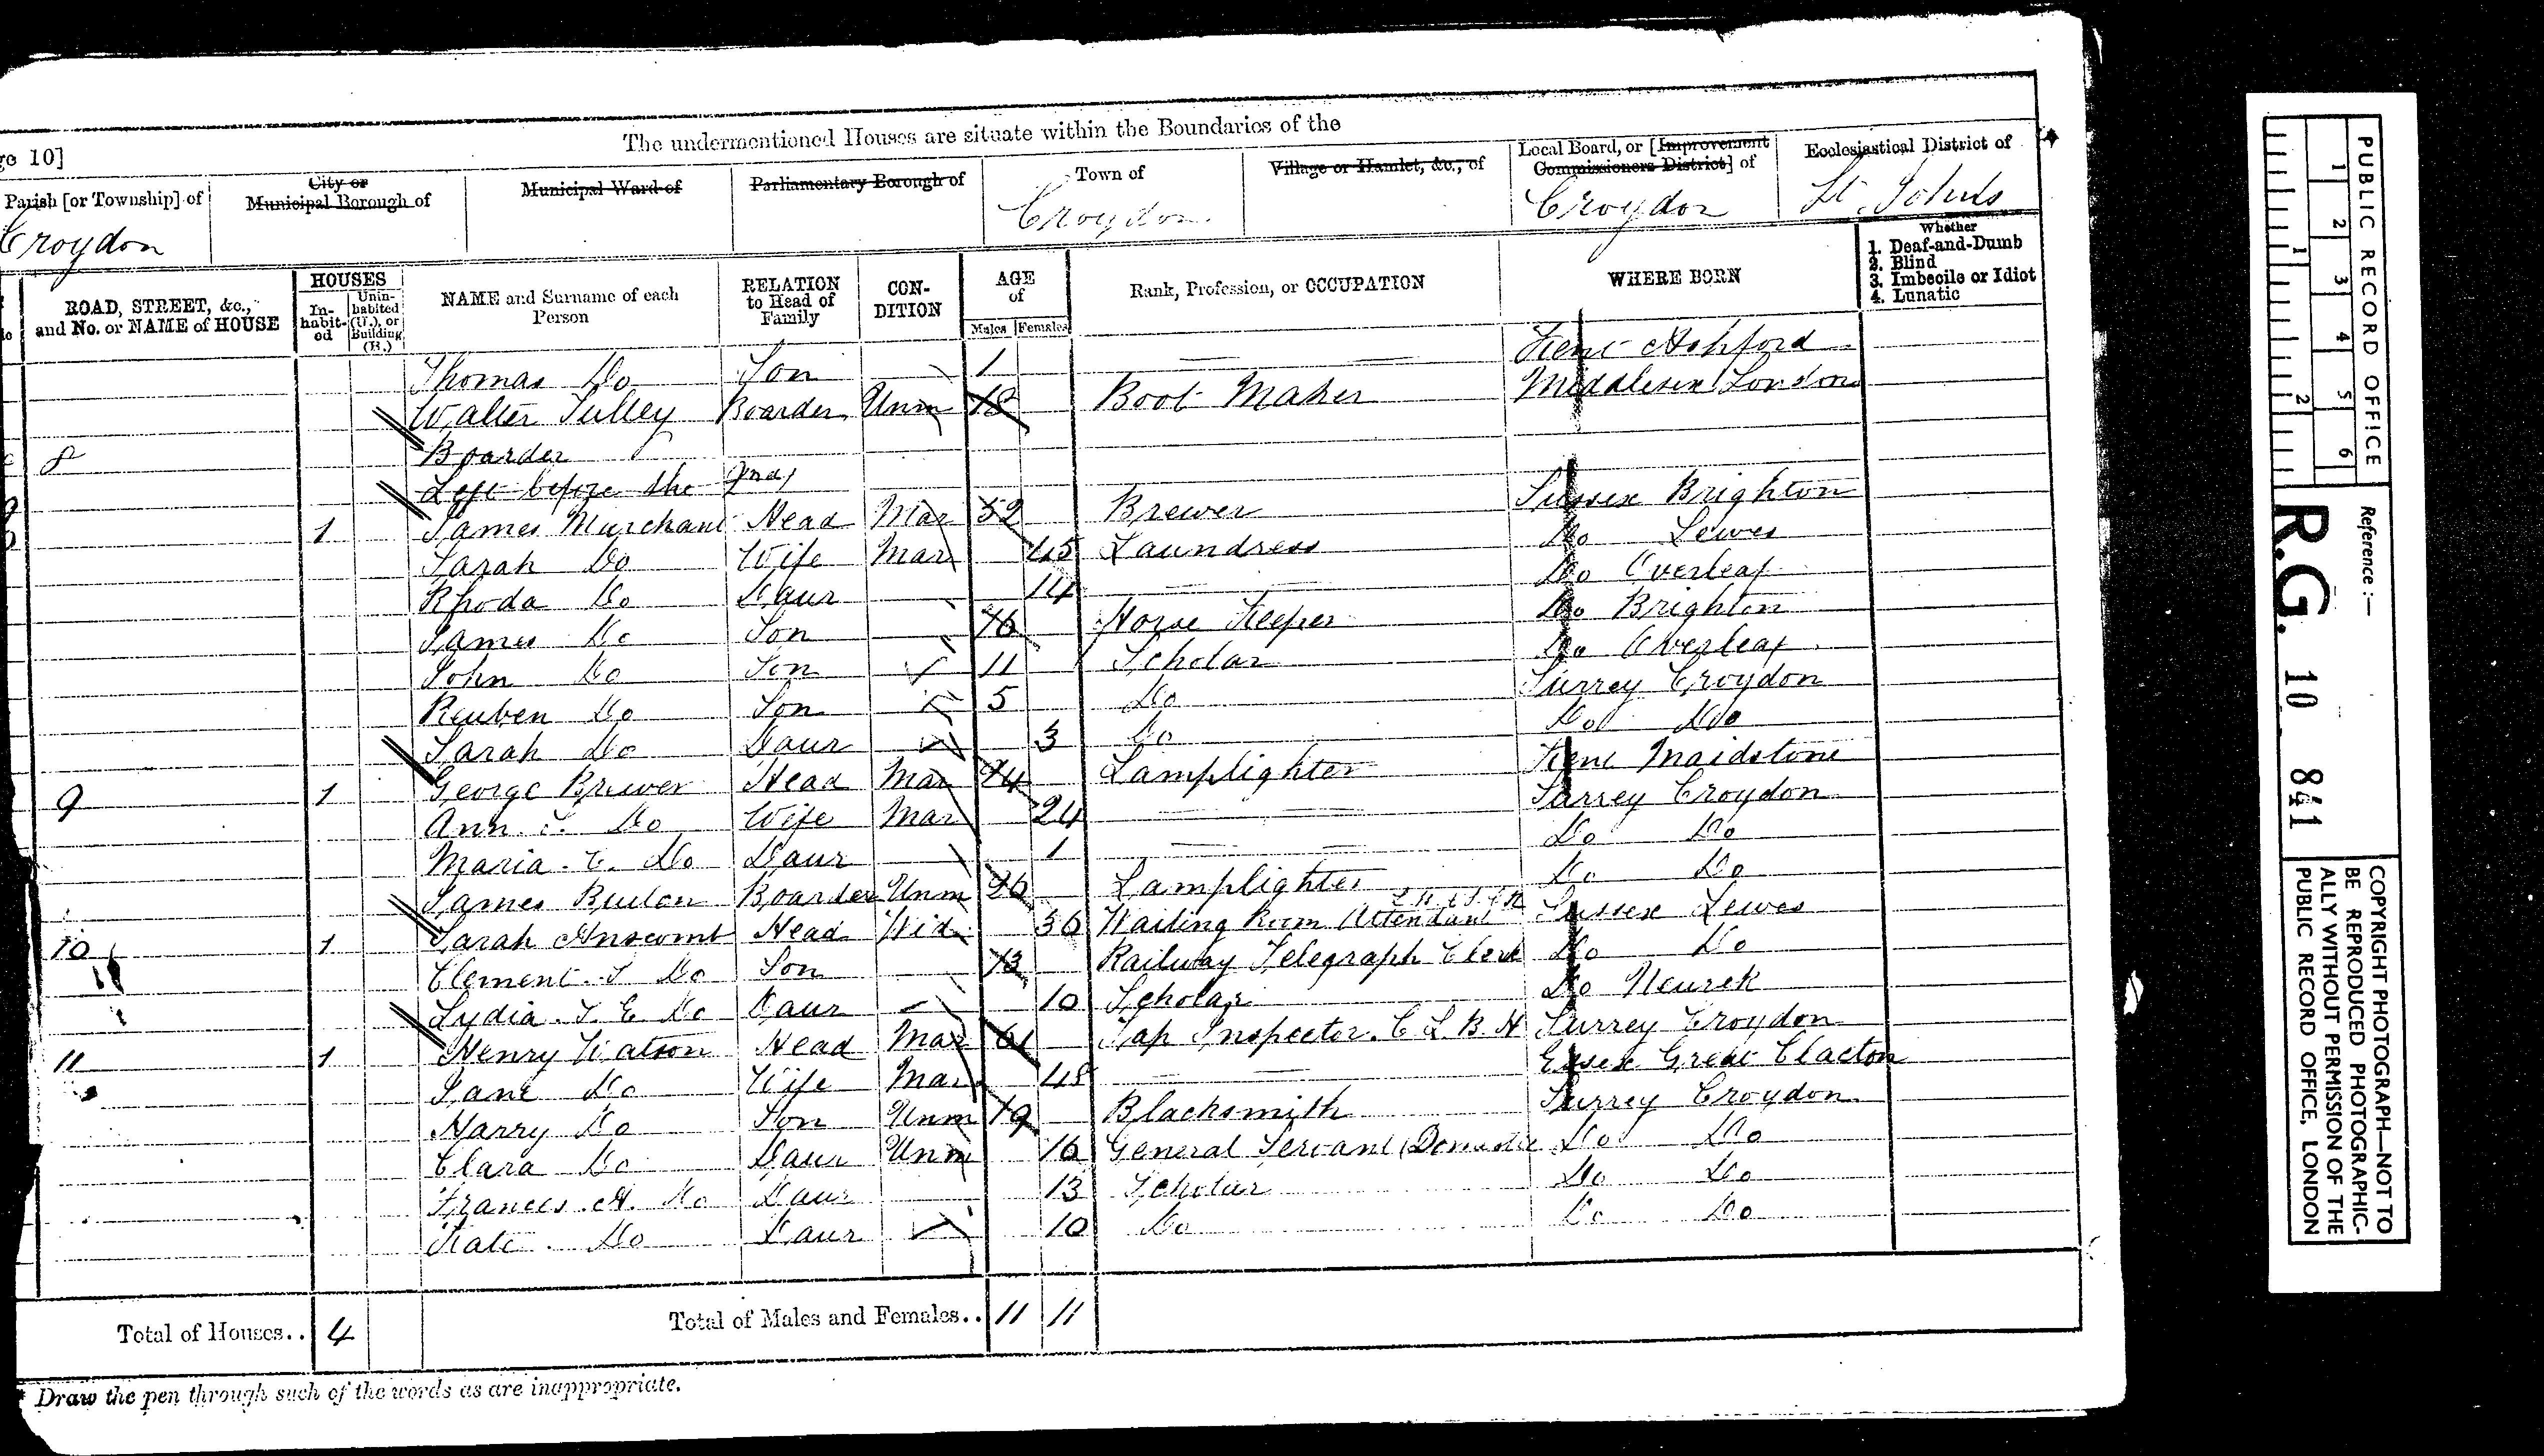 The undermentioned Houses are situate within the Boundaries of the
ge 10]
Parish [or Township] of
Croydon
City or
Municipal Borough of
Municipal Ward of
Parliamentary Borough of
Town of
Croydon
Village or Hamlet, &c., of
Local Board, or [Improvement
Commissioners District] of
Croydon
Ecclesiastical District of
St. Johns
ROAD, STREET, &c.,
and No. or NAME of HOUSE
HOUSES
In-
habit-
ed
Unin-
habited
(U.), or
Building
(B.)
NAME and Surname of each
Person
RELATION
to Head of
Family
CON-
DITION
AGE
of
Males Females
Rank, Profession, or OCCUPATION
WHERE BORN
Whether
1. Deaf-and-Dumb
2. Blind
3. Imbecile or Idiot
4. Lunatic
Thomas Do Son 1 Kent Ashford
Walter Tulley Boarder Unm 18 Boot Maker Middlesex London
8 Boarder
Left before the 2nd
1 James Murchant Head Mar 52 Brewer Sussex Brighton
Sarah Do Wife Mar 45 Laundress Do Lewes
Rhoda Do Daur 14 Do Overleaf
James Do Son 16 Horse Keeper Do Brighton
John Do Son 11 Scholar Do Overleaf
Reuben Do Son 5 Do Surrey Croydon
Sarah Do Daur 3 Do Do Do
9 1 George Brewer Head Mar 24 Lamplighter Kent Maidstone
Ann Do Wife Mar 24 Surrey Croydon
Maria Do Daur 1 Do Do
James Boarder Unm 26 Lamplighter Do Do
10 1 Sarah Anscomb Head Wid 36 Waiting Room Attendant Sussex Lewes
Clement Do Son 13 Railway Telegraph Clerk Do Do
Lydia Do Daur 10 Scholar Do
11 1 Henry Watson Head Mar 61 Tap Inspector. C L B H Surrey Croydon
Jane Do Wife Mar 48 Essex Great Clacton
Harry Do Son Unm 19 Blacksmith Surrey Croydon
Clara Do Daur Unm 16 General Servant (Domestic Do Do
Frances A. Do Daur 13 Scholar Do Do
Kate Do Daur 10 Do Do Do
Total of Houses.. 4
Total of Males and Females.. 11 11
* Draw the pen through such of the words as are inappropriate.
PUBLIC RECORD OFFICE
1 2 3 4 5 6
1 2
Reference :—
R.G. 10 841
COPYRIGHT PHOTOGRAPH—NOT TO
BE REPRODUCED PHOTOGRAPHIC-
ALLY WITHOUT PERMISSION OF THE
PUBLIC RECORD OFFICE, LONDON